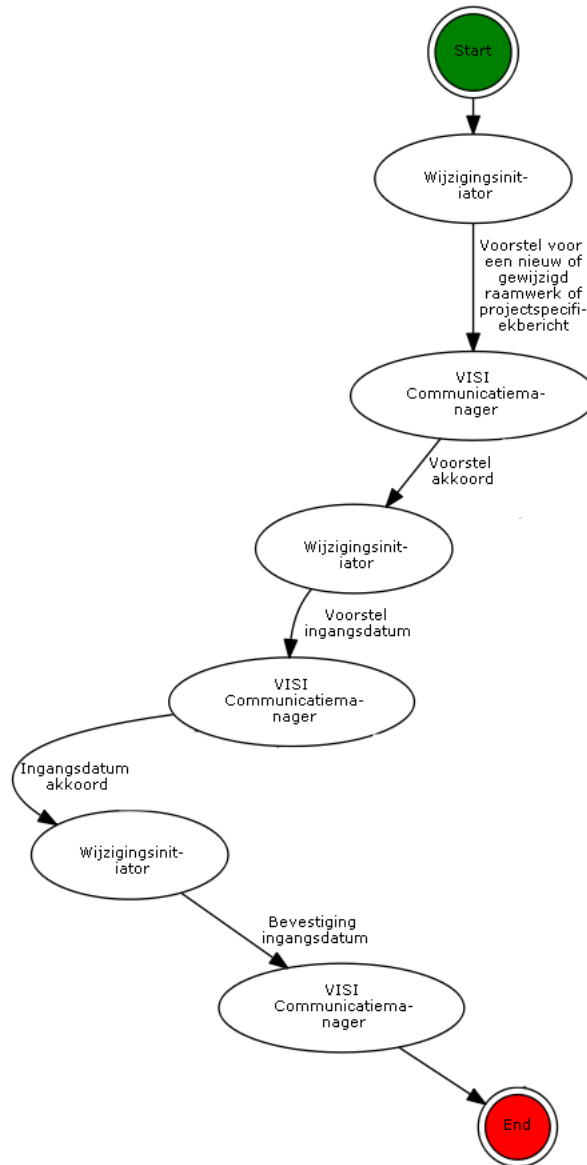 Start
Wijzigingsinit-
iator
Voorstel voor
een nieuw of
gewijzigd
raamwerk of
projectspecifi-
ekbericht
VISI
Communicatiema-
nager
Voorstel
akkoord
Wijzigingsinit-
iator
Voorstel
ingangsdatum
VISI
Communicatiema-
nager
Ingangsdatum
akkoord
Wijzigingsinit-
iator
Bevestiging
ingangsdatum
VISI
Communicatiema-
nager
End